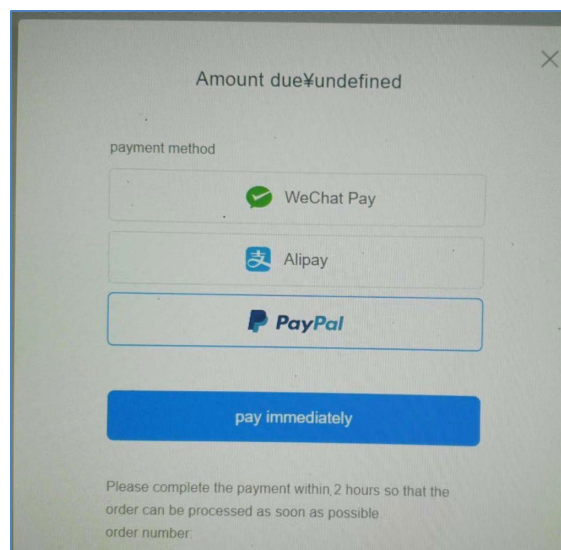 Amount due¥undefined
payment method
WeChat Pay
支 Alipay
PayPal
pay immediately
Please complete the payment within 2 hours so that the
order can be processed as soon as possible.
order number: